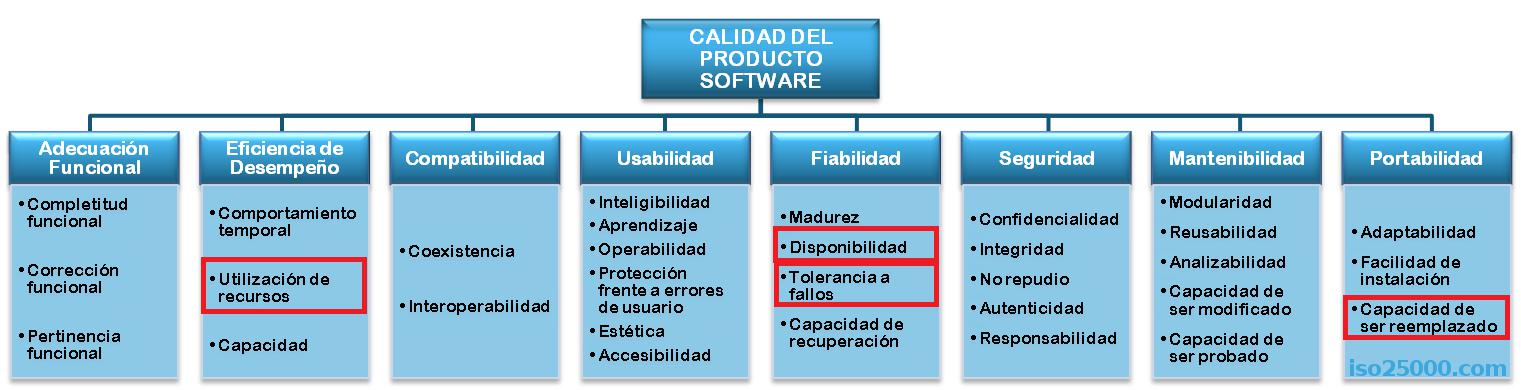 CALIDAD DEL
PRODUCTO
SOFTWARE
Adecuación
Funcional
• Completitud
funcional
• Corrección
funcional
• Pertinencia
funcional
Eficiencia de
Desempeño
• Comportamiento
temporal
• Utilización de
recursos
• Capacidad
Compatibilidad
• Coexistencia
• Interoperabilidad
Usabilidad
• Inteligibilidad
• Aprendizaje
• Operabilidad
• Protección
frente a errores
de usuario
• Estética
• Accesibilidad
Fiabilidad
• Madurez
• Disponibilidad
• Tolerancia a
fallos
• Capacidad de
recuperación
Seguridad
• Confidencialidad
• Integridad
• No repudio
• Autenticidad
• Responsabilidad
Mantenibilidad
• Modularidad
• Reusabilidad
• Analizabilidad
• Capacidad de
ser modificado
• Capacidad de
ser probado
Portabilidad
• Adaptabilidad
• Facilidad de
instalación
• Capacidad de
ser reemplazado
iso25000.com